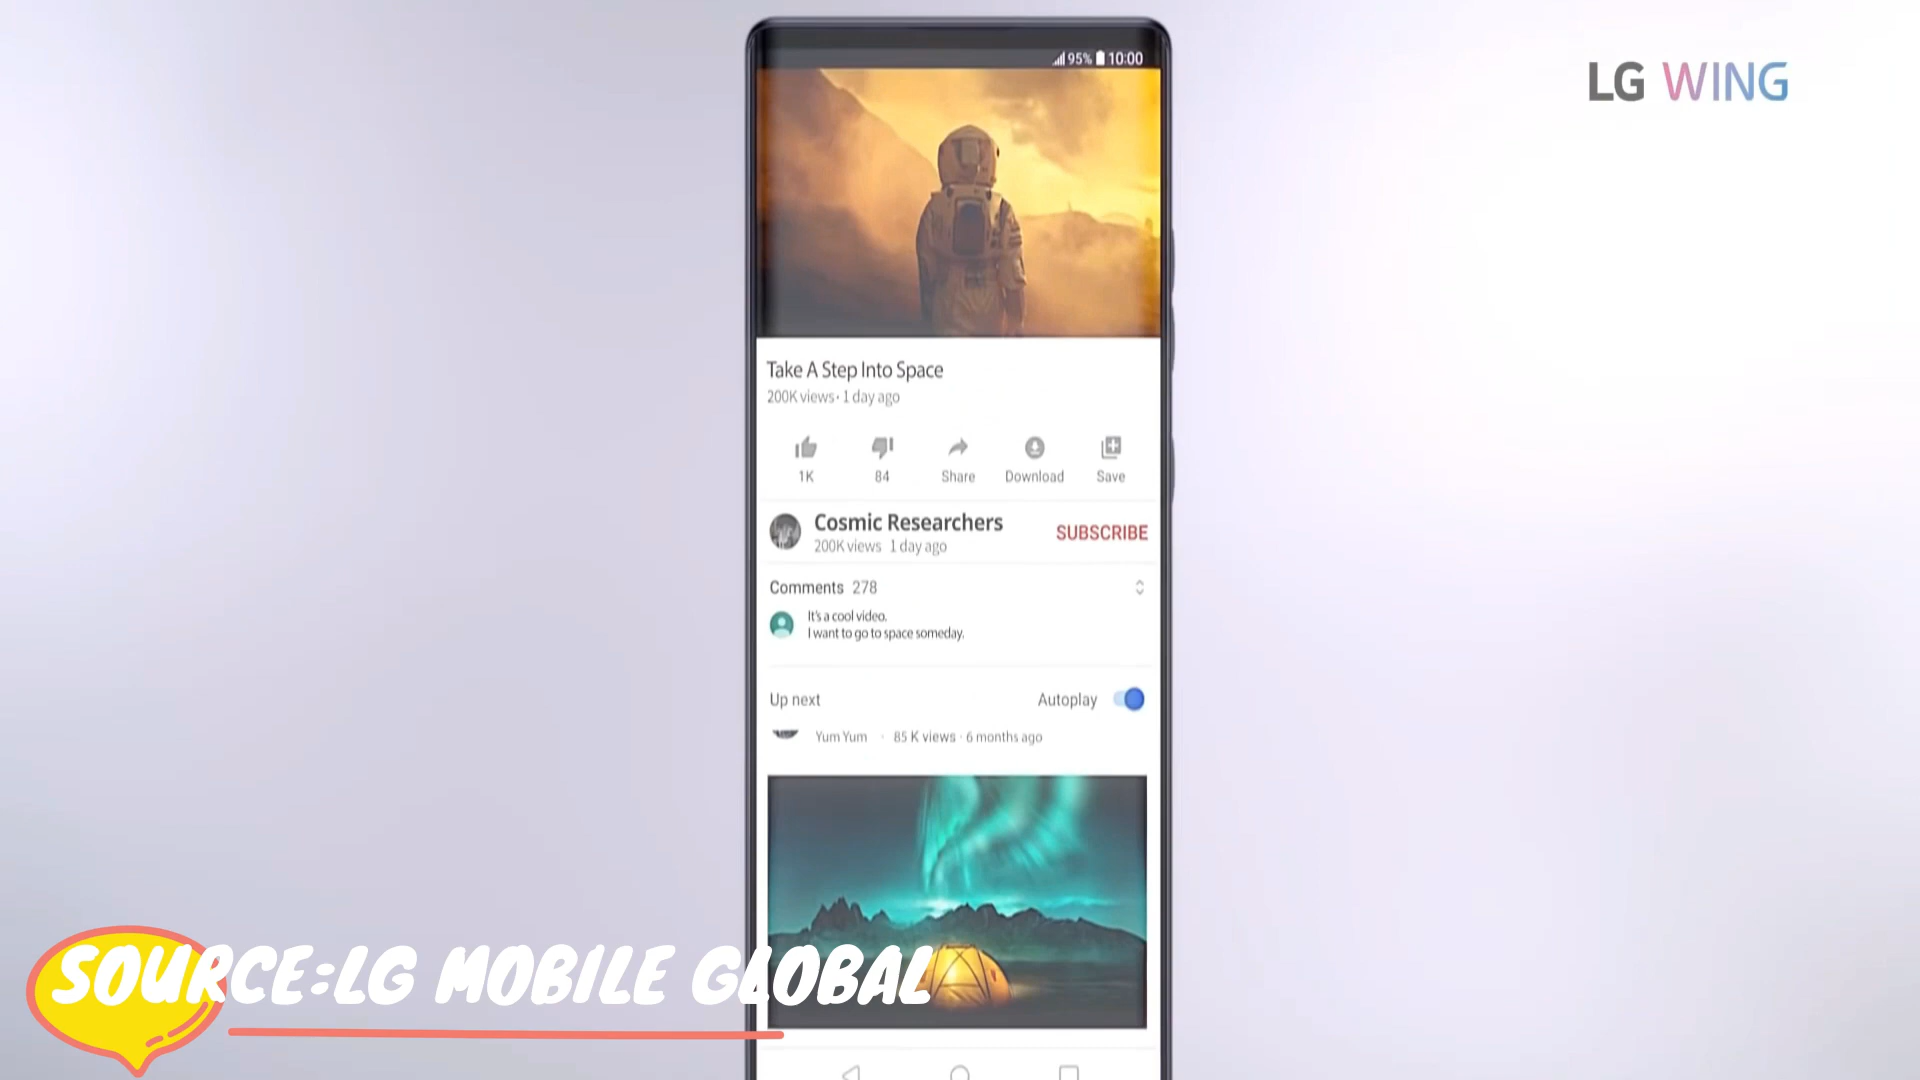 95% 10:00
LG WING
Take A Step Into Space
200K views · 1 day ago
1K 84 Share Download Save
Cosmic Researchers
200K views 1 day ago
SUBSCRIBE
Comments 278
It's a cool video.
I want to go to space someday.
Up next Autoplay
Yum Yum · 85 K views · 6 months ago
SOURCE:LG MOBILE GLOBAL